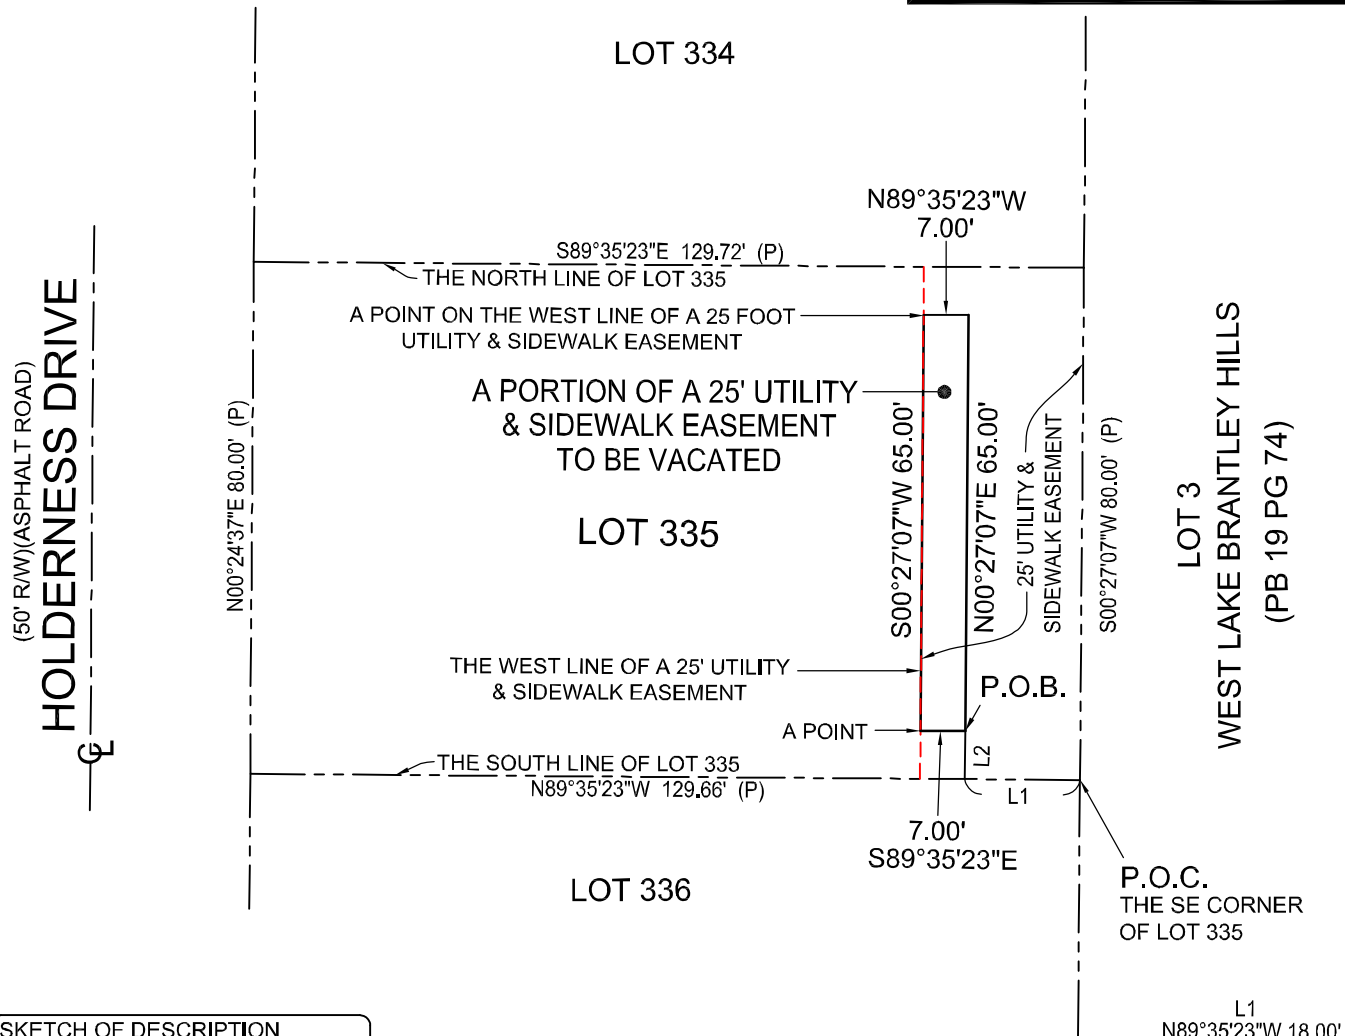 LOT 334
N89°35'23"W
7.00'
S89°35'23"E 129.72' (P)
THE NORTH LINE OF LOT 335
A POINT ON THE WEST LINE OF A 25 FOOT
UTILITY & SIDEWALK EASEMENT
A PORTION OF A 25' UTILITY
& SIDEWALK EASEMENT
TO BE VACATED
(50' R/W)(ASPHALT ROAD)
HOLDERNESS DRIVE
CL
N00°24'37"E 80.00' (P)
LOT 335
S00°27'07"W 65.00'
N00°27'07"E 65.00'
25' UTILITY &
SIDEWALK EASEMENT
S00°27'07"W 80.00' (P)
LOT 3
WEST LAKE BRANTLEY HILLS
(PB 19 PG 74)
THE WEST LINE OF A 25' UTILITY
& SIDEWALK EASEMENT
P.O.B.
A POINT
L2
THE SOUTH LINE OF LOT 335
N89°35'23"W 129.66' (P)
L1
7.00'
S89°35'23"E
LOT 336
P.O.C.
THE SE CORNER
OF LOT 335
L1
N89°35'23"W 18.00'
SKETCH OF DESCRIPTION